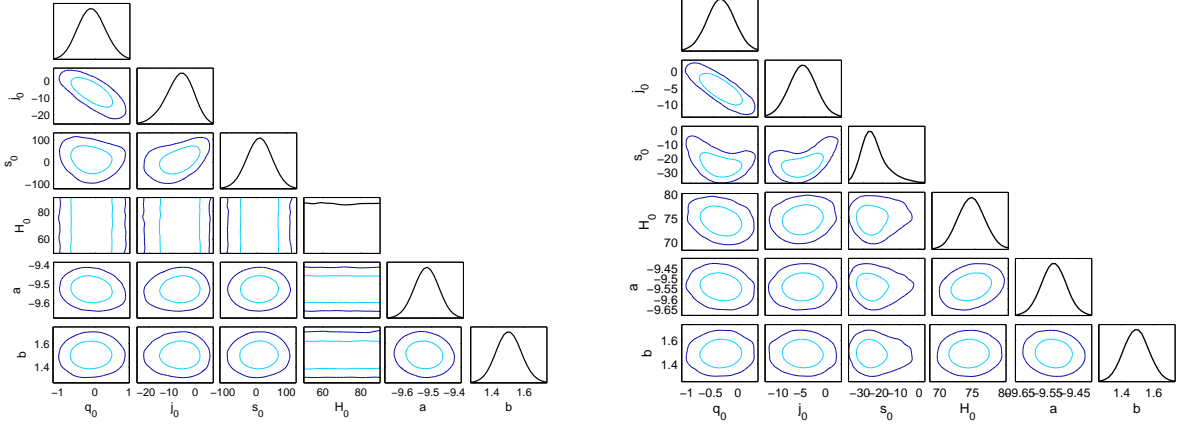 j₀
0
−10
−20
s₀
100
0
−100
H₀
80
60
a
−9.4
−9.5
−9.6
b
1.6
1.4
−1 0 1
q₀
−20 −10 0
j₀
−100 0 100
s₀
60 80
H₀
−9.6 −9.5 −9.4
a
1.4 1.6
b
j₀
0
−5
−10
s₀
0
−10
−20
−30
H₀
80
75
70
a
−9.45
−9.5
−9.55
−9.6
−9.65
b
1.6
1.4
−1 −0.5 0
q₀
−10 −5 0
j₀
−30 −20 −10 0
s₀
70 75 80
H₀
−9.65 −9.55 −9.45
a
1.4 1.6
b